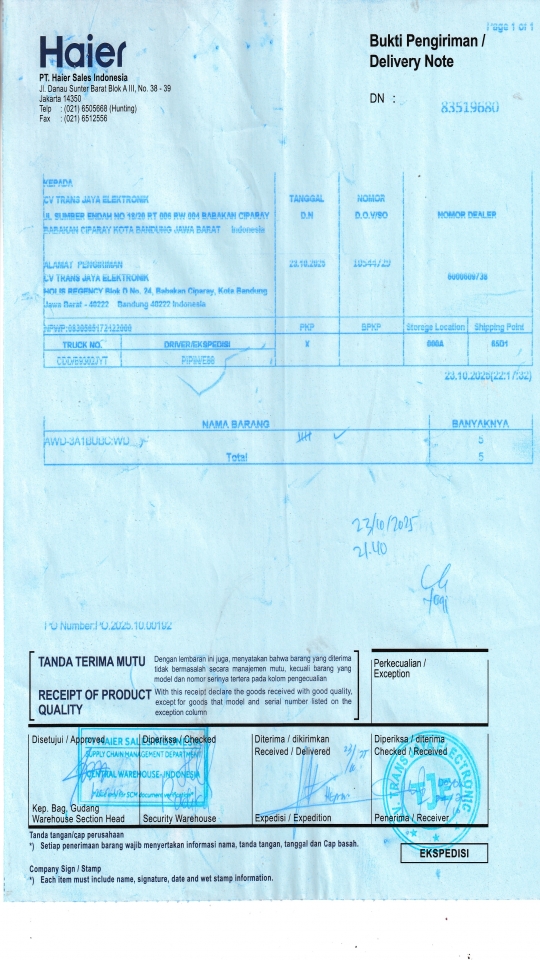 Page 1 of 1
Haier
Bukti Pengiriman /
Delivery Note
PT. Haier Sales Indonesia
Jl. Danau Sunter Barat Blok A III, No. 38 - 39
Jakarta 14350
Telp : (021) 6505668 (Hunting)
Fax : (021) 6512556
DN : 83519680
KEPADA
CV TRANS JAYA ELEKTRONIK
TANGGAL NOMOR
JL SUMBER ENDAH NO 18/20 RT 006 RW 004 BABAKAN CIPARAY
D.N D.O.V/SO NOMOR DEALER
BABAKAN CIPARAY KOTA BANDUNG JAWA BARAT Indonesia
ALAMAT PENGIRIMAN
23.10.2025
CV TRANS JAYA ELEKTRONIK
HOLIS REGENCY Blok D No. 24, Babakan Ciparay, Kota Bandung
Jawa Barat - 40222 Bandung 40222 Indonesia
PKP SPKP Storage Location Shipping Point
TRUCK NO. DRIVER/EKSPEDISI X 000A 65D1
23.10.2025(22:17:32)
NAMA BARANG BANYAKNYA
5
Total 5
23/10/2025
21.40
PO Number:PO.2025.10.00192
TANDA TERIMA MUTU
Dengan lembaran ini juga, menyatakan bahwa barang yang diterima
tidak bermasalah secara manajemen mutu, kecuali barang yang
model dan nomor serinya tertera pada kolom pengecualian
RECEIPT OF PRODUCT
QUALITY
With this receipt declare the goods received with good quality,
except for goods that model and serial number listed on the
exception column
Perkecualian /
Exception
Disetujui / Approved
Diperiksa / Checked
Diterima / dikirimkan
Received / Delivered
Diperiksa / diterima
Checked / Received
HAIER SALES INDONESIA
SUPPLY CHAIN MANAGEMENT DEPARTMENT
CENTRAL WAREHOUSE-INDONESIA
Kep. Bag, Gudang
Warehouse Section Head
Security Warehouse
Expedisi / Expedition
Penerima / Receiver
Tanda tangan/cap perusahaan
*) Setiap penerimaan barang wajib menyertakan informasi nama, tanda tangan, tanggal dan Cap basah.
EKSPEDISI
Company Sign / Stamp
*) Each item must include name, signature, date and wet stamp information.